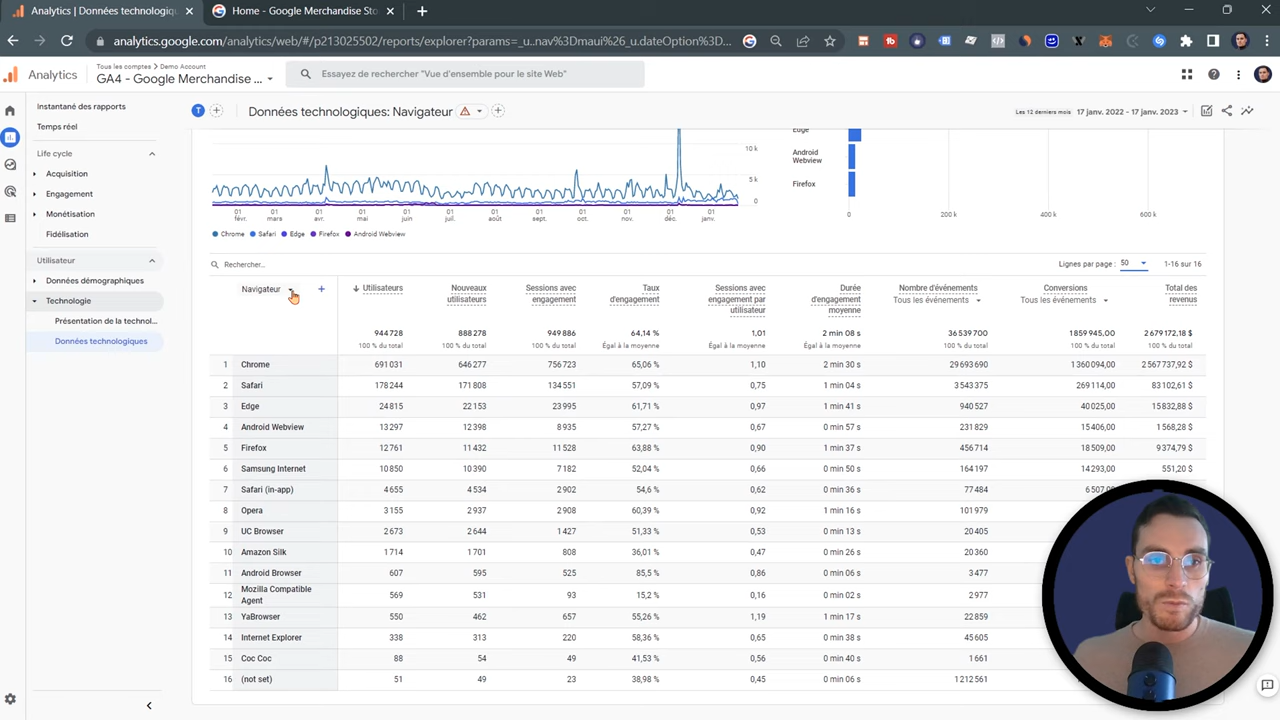 Analytics | Données technologiq
Home - Google Merchandise Sto
analytics.google.com/analytics/web/#/p213025502/reports/explorer?params=_u..nav%3Dmaui%26_u.dateOption%3D...
Analytics
Tous les comptes > Demo Account
GA4 - Google Merchandise ...
Essayez de rechercher "Vue d'ensemble pour le site Web"
Instantané des rapports
Temps réel
Life cycle
Acquisition
Engagement
Monétisation
Fidélisation
Utilisateur
Données démographiques
Technologie
Présentation de la technol...
Données technologiques
T
Données technologiques: Navigateur
Les 12 derniers mois 17 janv. 2022 - 17 janv. 2023
10 k
5 k
0
01 févr. 01 mars 01 avr. 01 mai 01 juin 01 juil. 01 août 01 sept. 01 oct. 01 nov. 01 déc. 01 janv.
Chrome Safari Edge Firefox Android Webview
Edge
Android Webview
Firefox
0 200 k 400 k 600 k
Rechercher...
Lignes par page : 50 1-16 sur 16
Navigateur + Utilisateurs Nouveaux utilisateurs Sessions avec engagement Taux d'engagement Sessions avec engagement par utilisateur Durée d'engagement moyenne Nombre d'événements Tous les événements Conversions Tous les événements Total des revenus
944 728 888 278 949 886 64,14 % 1,01 2 min 08 s 36 539 700 1 859 945,00 2 679 172,18 $
100 % du total 100 % du total 100 % du total Égal à la moyenne Égal à la moyenne Égal à la moyenne 100 % du total 100 % du total 100 % du total
1 Chrome 691 031 646 277 756 723 65,06 % 1,10 2 min 30 s 29 693 690 1 360 094,00 2 567 737,92 $
2 Safari 178 244 171 808 134 551 57,09 % 0,75 1 min 04 s 3 543 375 269 114,00 83 102,61 $
3 Edge 24 815 22 153 23 995 61,71 % 0,97 1 min 41 s 940 527 40 025,00 15 832,88 $
4 Android Webview 13 297 12 398 8 935 57,27 % 0,67 0 min 57 s 231 829 15 406,00 1 568,28 $
5 Firefox 12 761 11 432 11 528 63,88 % 0,90 1 min 37 s 456 714 18 509,00 9 374,79 $
6 Samsung Internet 10 850 10 390 7 182 52,04 % 0,66 0 min 50 s 164 197 14 293,00 551,20 $
7 Safari (in-app) 4 655 4 534 2 902 54,6 % 0,62 0 min 36 s 77 484 6 507,0
8 Opera 3 155 2 937 2 908 60,39 % 0,92 1 min 16 s 101 979
9 UC Browser 2 673 2 644 1 427 51,33 % 0,53 0 min 13 s 20 405
10 Amazon Silk 1 714 1 701 808 36,01 % 0,47 0 min 26 s 20 360
11 Android Browser 607 595 525 85,5 % 0,86 0 min 06 s 3 477
12 Mozilla Compatible Agent 569 531 93 15,2 % 0,16 0 min 02 s 2 977
13 YaBrowser 550 462 657 55,26 % 1,19 1 min 17 s 22 859
14 Internet Explorer 338 313 220 58,36 % 0,65 0 min 38 s 45 605
15 Coc Coc 88 54 49 41,53 % 0,56 0 min 40 s 1 661
16 (not set) 51 49 23 38,98 % 0,45 0 min 06 s 1 212 561